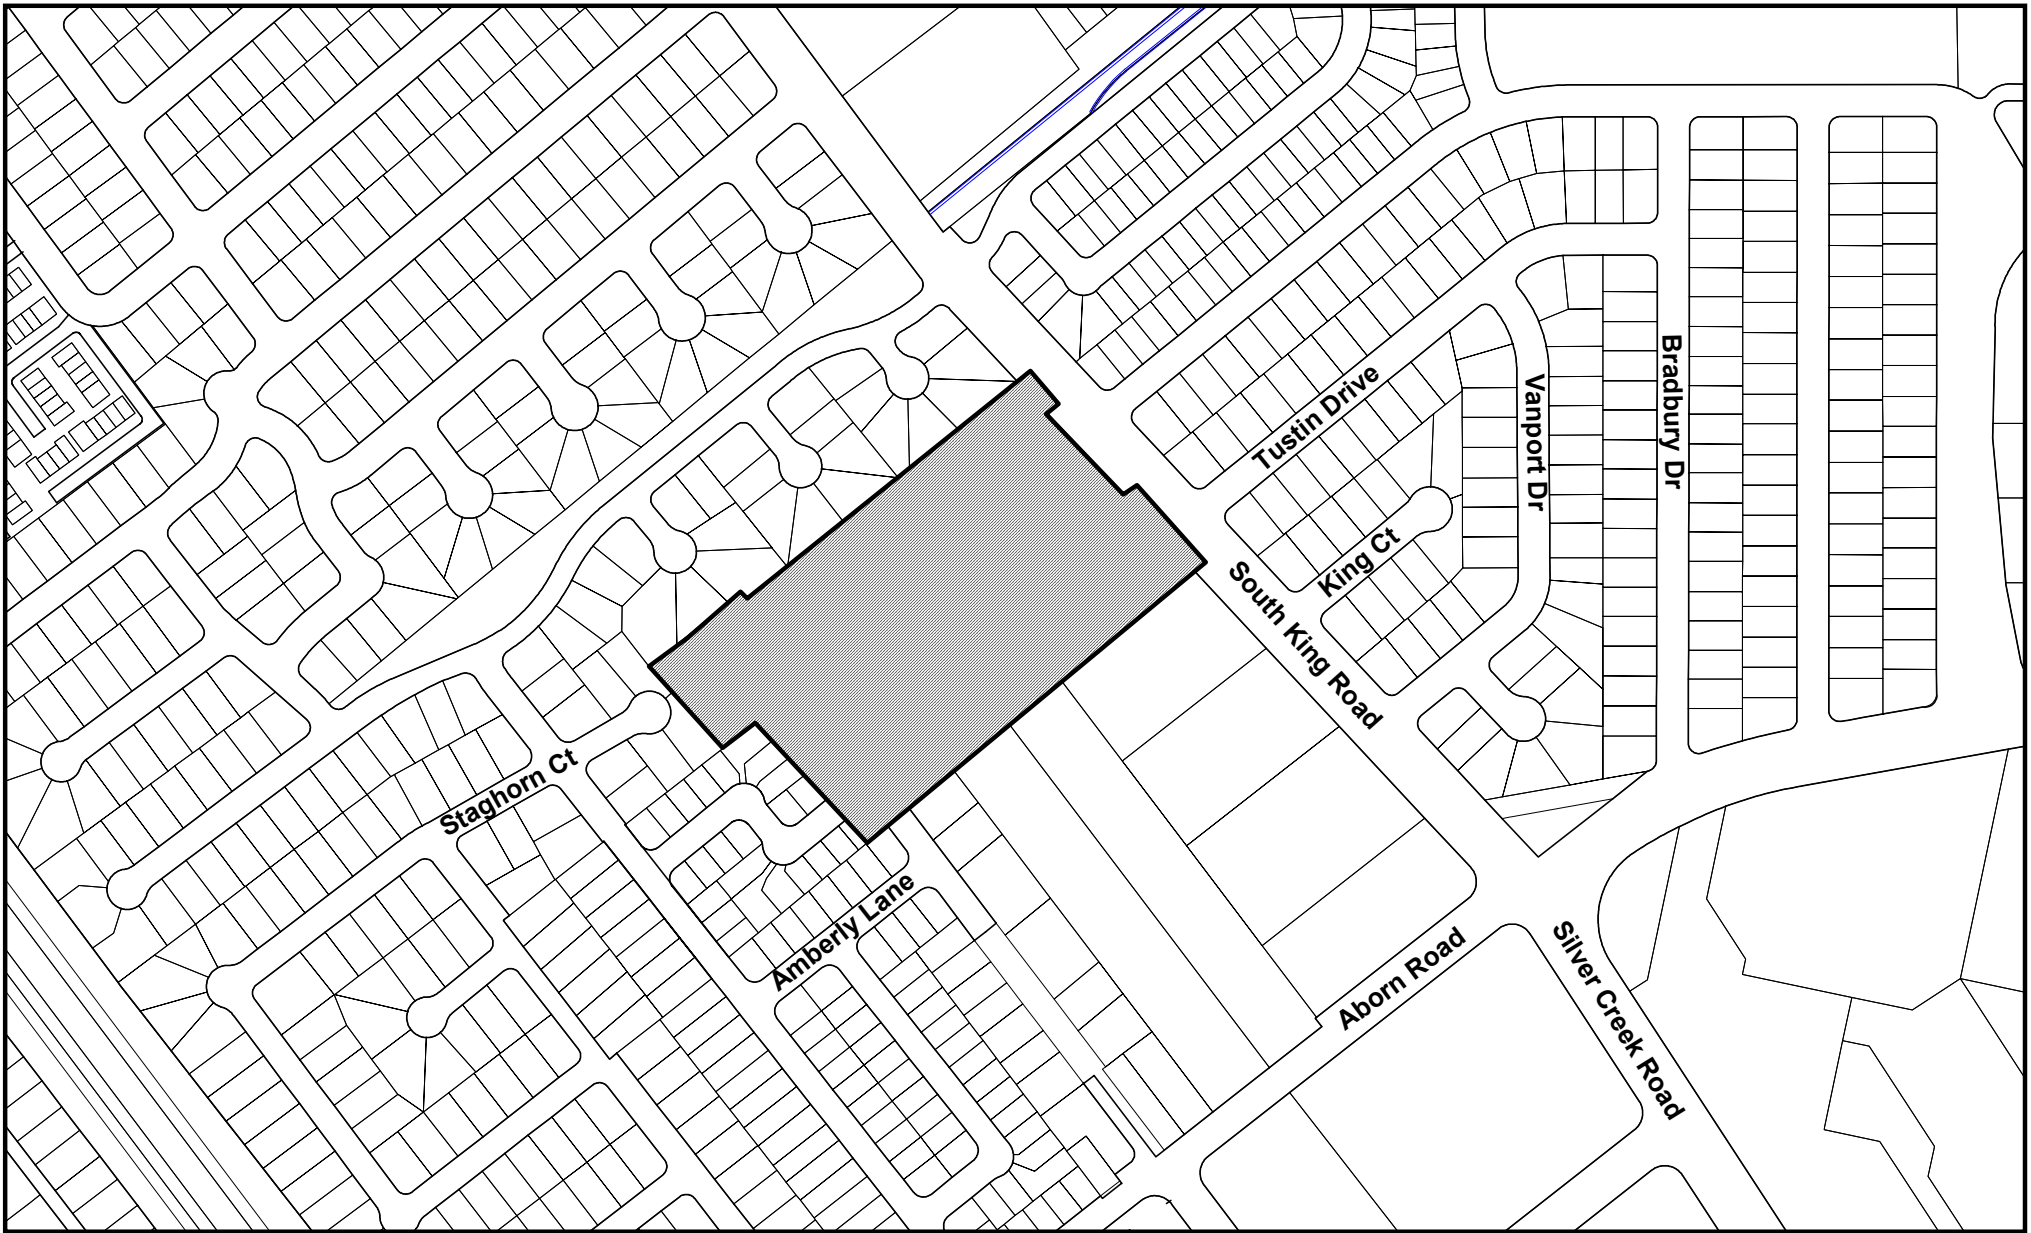 Bradbury Dr
Tustin Drive
Vanport Dr
King Ct
South King Road
Staghorn Ct
Amberly Lane
Aborn Road
Silver Creek Road